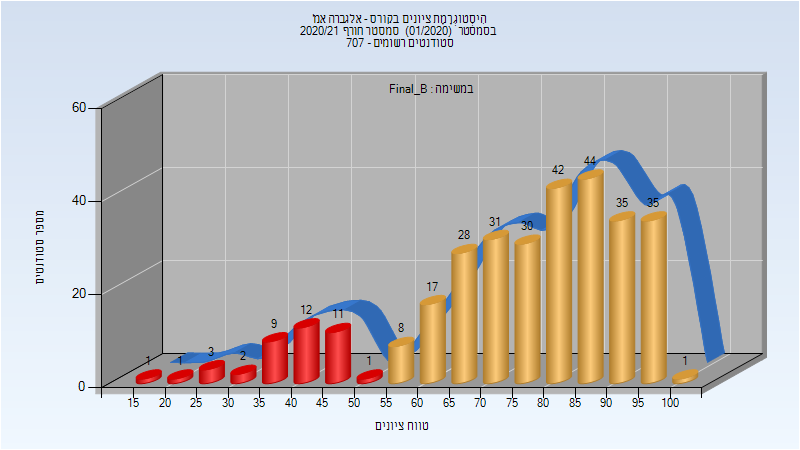 היסטוגרמת ציונים בקורס - אלגברה אמ'
בסמסטר (01/2020) סמסטר חורף 2020/21
סטודנטים רשומים - 707
במשימה : Final_B
מספר סטודנטים
60
40
20
0
1 1 3 2 9 12 11 1 8 17 28 31 30 42 44 35 35 1
15 20 25 30 35 40 45 50 55 60 65 70 75 80 85 90 95 100
טווח ציונים